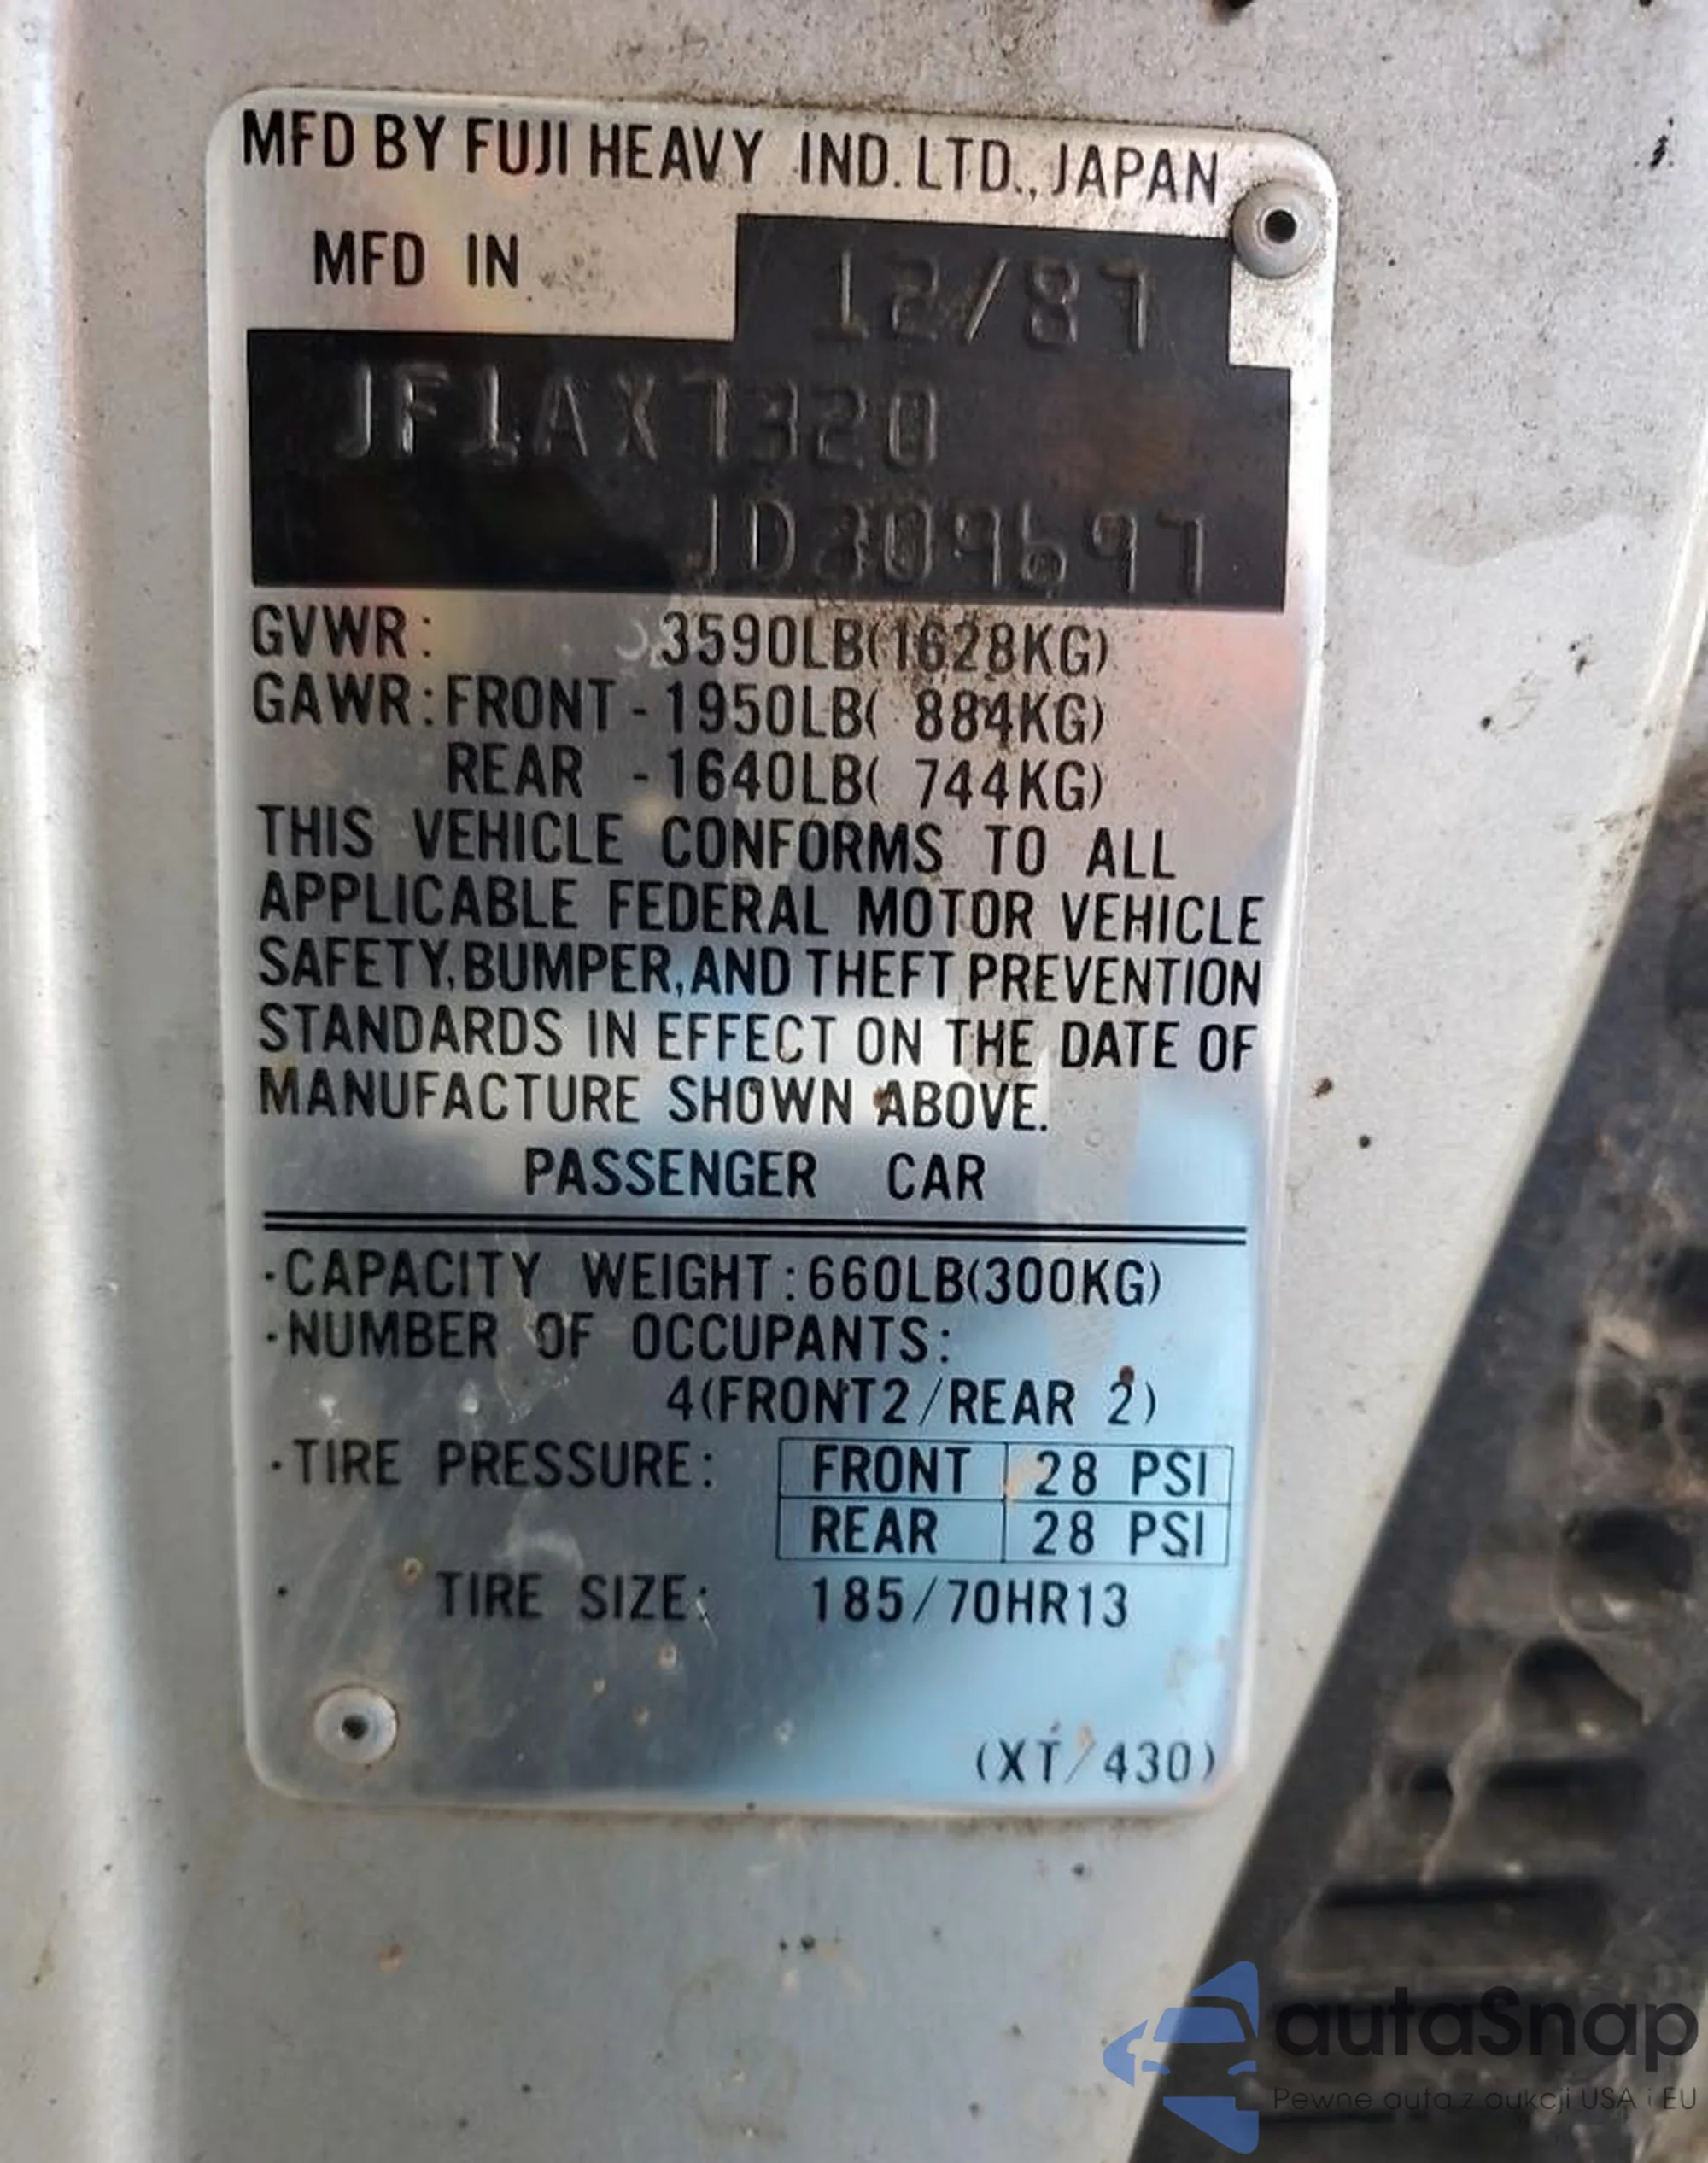 MFD BY FUJI HEAVY IND. LTD., JAPAN
MFD IN 12/87
JF1AX7320
JD309697
GVWR: 3590LB(1628KG)
GAWR: FRONT - 1950LB( 884KG)
REAR - 1640LB( 744KG)
THIS VEHICLE CONFORMS TO ALL
APPLICABLE FEDERAL MOTOR VEHICLE
SAFETY, BUMPER, AND THEFT PREVENTION
STANDARDS IN EFFECT ON THE DATE OF
MANUFACTURE SHOWN ABOVE.
PASSENGER CAR
·CAPACITY WEIGHT: 660LB(300KG)
·NUMBER OF OCCUPANTS:
4(FRONT2/REAR 2)
·TIRE PRESSURE: FRONT 28 PSI
REAR 28 PSI
· TIRE SIZE: 185/70HR13
(XT/430)
autaSnap
Pewne auta z aukcji USA i EU